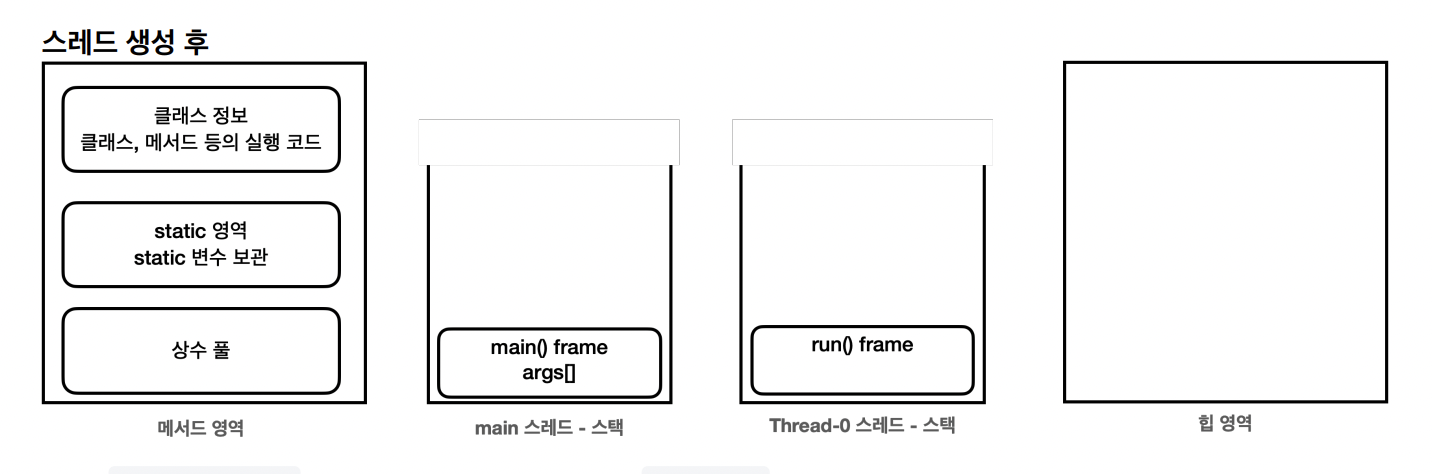 스레드 생성 후
클래스 정보
클래스, 메서드 등의 실행 코드
static 영역
static 변수 보관
상수 풀
메서드 영역
main() frame
args[]
main 스레드 - 스택
run() frame
Thread-0 스레드 - 스택
힙 영역